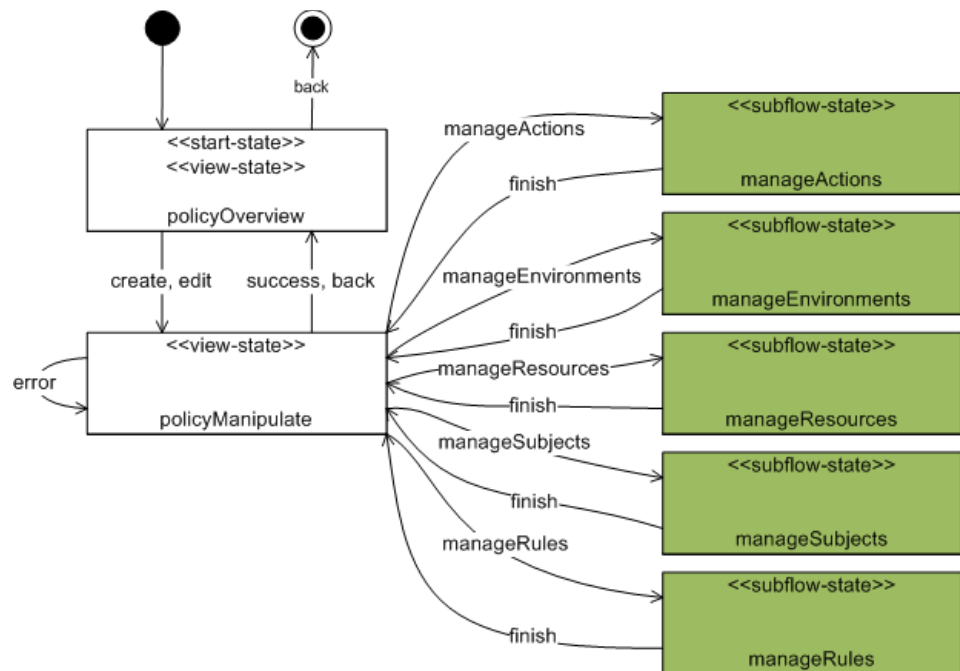 back
<<start-state>>
<<view-state>>
policyOverview
create, edit
success, back
<<view-state>>
policyManipulate
error
manageActions
finish
manageEnvironments
finish
manageResources
finish
manageSubjects
finish
manageRules
finish
<<subflow-state>>
manageActions
<<subflow-state>>
manageEnvironments
<<subflow-state>>
manageResources
<<subflow-state>>
manageSubjects
<<subflow-state>>
manageRules